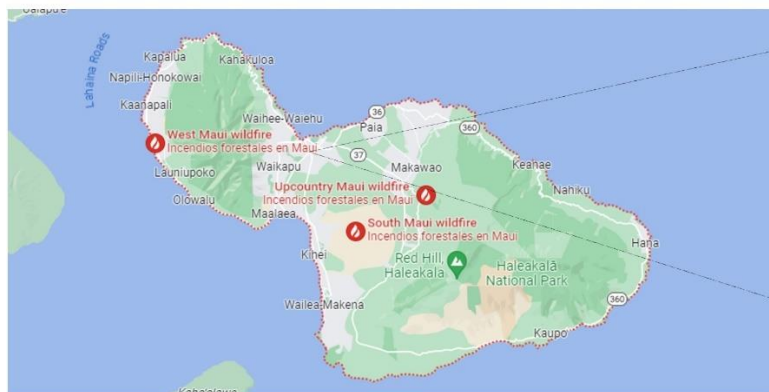 Kapalua
Kahakuloa
Napili-Honokowai
Lahaina Roads
Kaanapali
Waihee-Waiehu
36
Paia
360
West Maui wildfire
Incendios forestales en Maui
37
Makawao
Keanae
Launiupoko
Waikapu
Nahiku
Upcountry Maui wildfire
Incendios forestales en Maui
Olowalu
Maalaea
South Maui wildfire
Incendios forestales en Maui
Hana
Kihei
Red Hill,
Haleakala
Haleakalā
National Park
Wailea-Makena
360
Kaupo